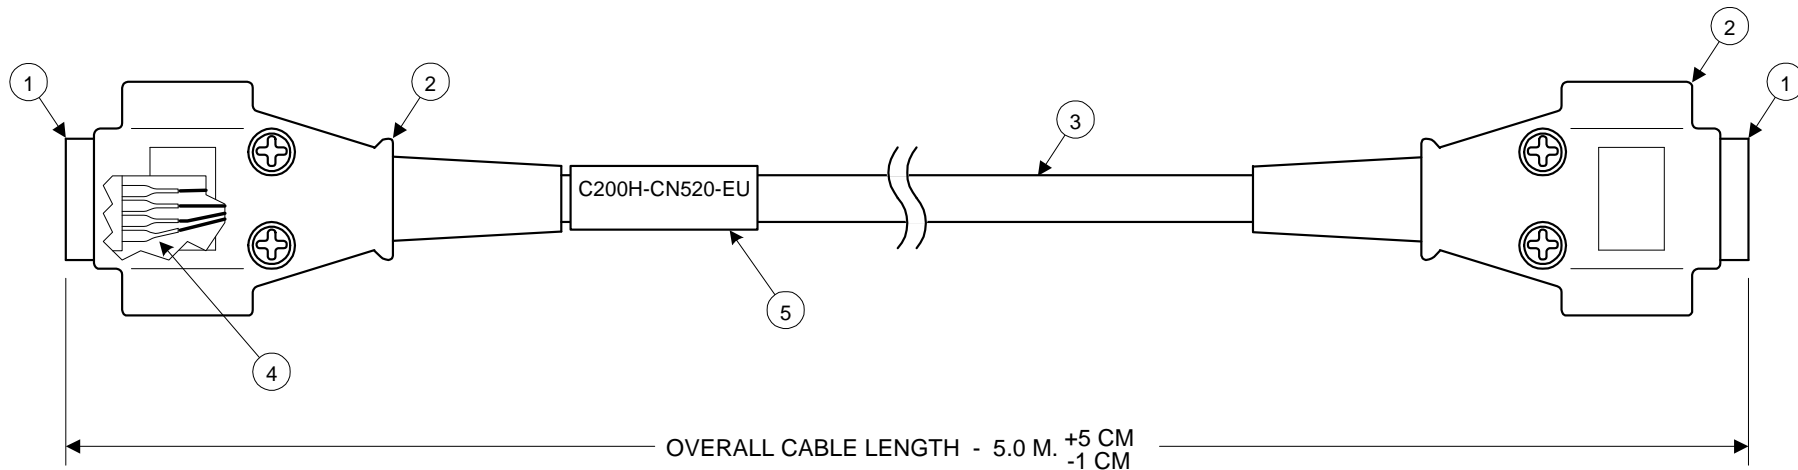 2
1
2
1
3
C200H-CN520-EU
5
4
OVERALL CABLE LENGTH - 5.0 M. +5 CM
-1 CM